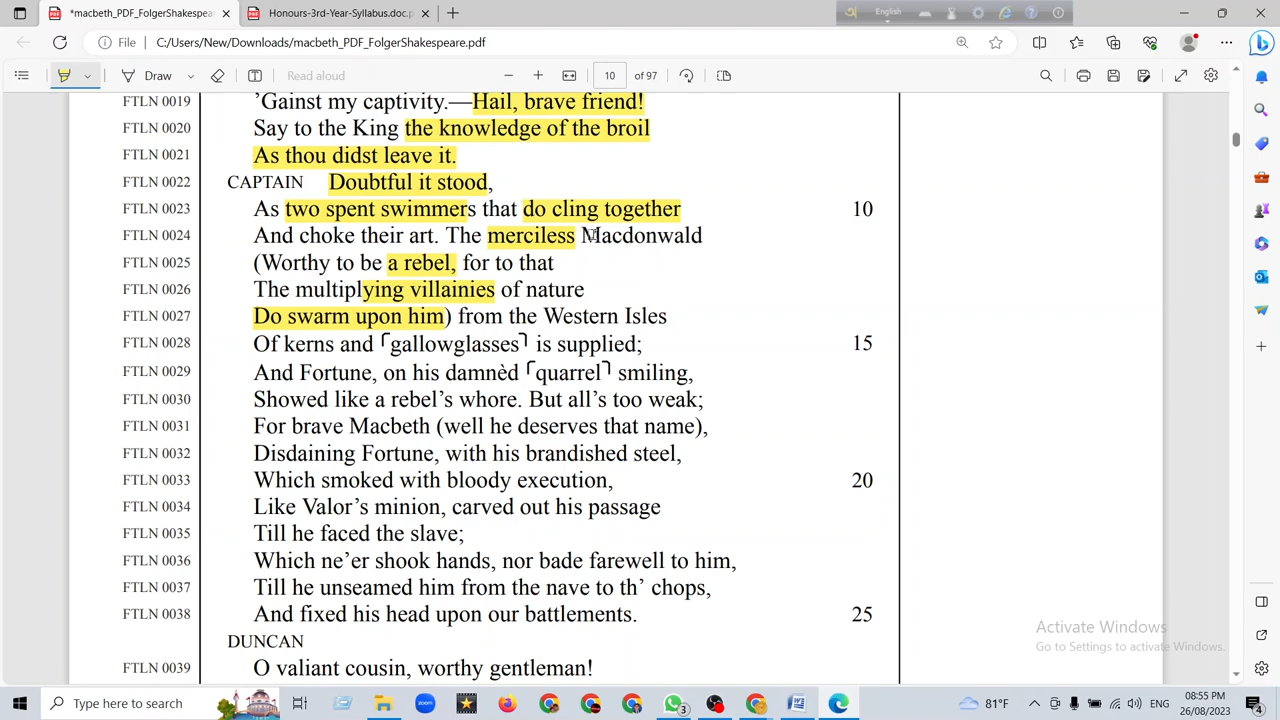 *macbeth_PDF_FolgerShakespeare. Honours-3rd-Year-Syllabus.doc.p
English
File C:/Users/New/Downloads/macbeth_PDF_FolgerShakespeare.pdf
Draw Read aloud 10 of 97
FTLN 0019 ’Gainst my captivity.—Hail, brave friend!
FTLN 0020 Say to the King the knowledge of the broil
FTLN 0021 As thou didst leave it.
FTLN 0022 CAPTAIN Doubtful it stood,
FTLN 0023 As two spent swimmers that do cling together 10
FTLN 0024 And choke their art. The merciless Macdonwald
FTLN 0025 (Worthy to be a rebel, for to that
FTLN 0026 The multiplying villainies of nature
FTLN 0027 Do swarm upon him) from the Western Isles
FTLN 0028 Of kerns and ⌜gallowglasses⌝ is supplied; 15
FTLN 0029 And Fortune, on his damnèd ⌜quarrel⌝ smiling,
FTLN 0030 Showed like a rebel’s whore. But all’s too weak;
FTLN 0031 For brave Macbeth (well he deserves that name),
FTLN 0032 Disdaining Fortune, with his brandished steel,
FTLN 0033 Which smoked with bloody execution, 20
FTLN 0034 Like Valor’s minion, carved out his passage
FTLN 0035 Till he faced the slave;
FTLN 0036 Which ne’er shook hands, nor bade farewell to him,
FTLN 0037 Till he unseamed him from the nave to th’ chops,
FTLN 0038 And fixed his head upon our battlements. 25
DUNCAN
FTLN 0039 O valiant cousin, worthy gentleman!
Activate Windows
Go to Settings to activate Windows.
Type here to search zoom 3 81°F ENG 08:55 PM
26/08/2023 4